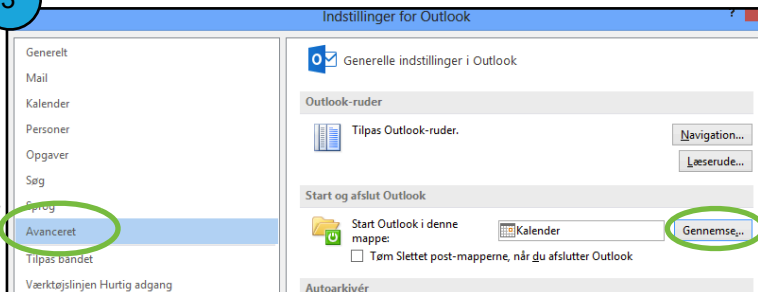 3
Indstillinger for Outlook
?
Generelt
Mail
Kalender
Personer
Opgaver
Søg
Sprog
Avanceret
Tilpas båndet
Værktøjslinjen Hurtig adgang
Generelle indstillinger i Outlook
Outlook-ruder
Tilpas Outlook-ruder.
Navigation...
Læserude...
Start og afslut Outlook
Start Outlook i denne
mappe:
Kalender
Gennemse...
Tøm Slettet post-mapperne, når du afslutter Outlook
Autoarkivér